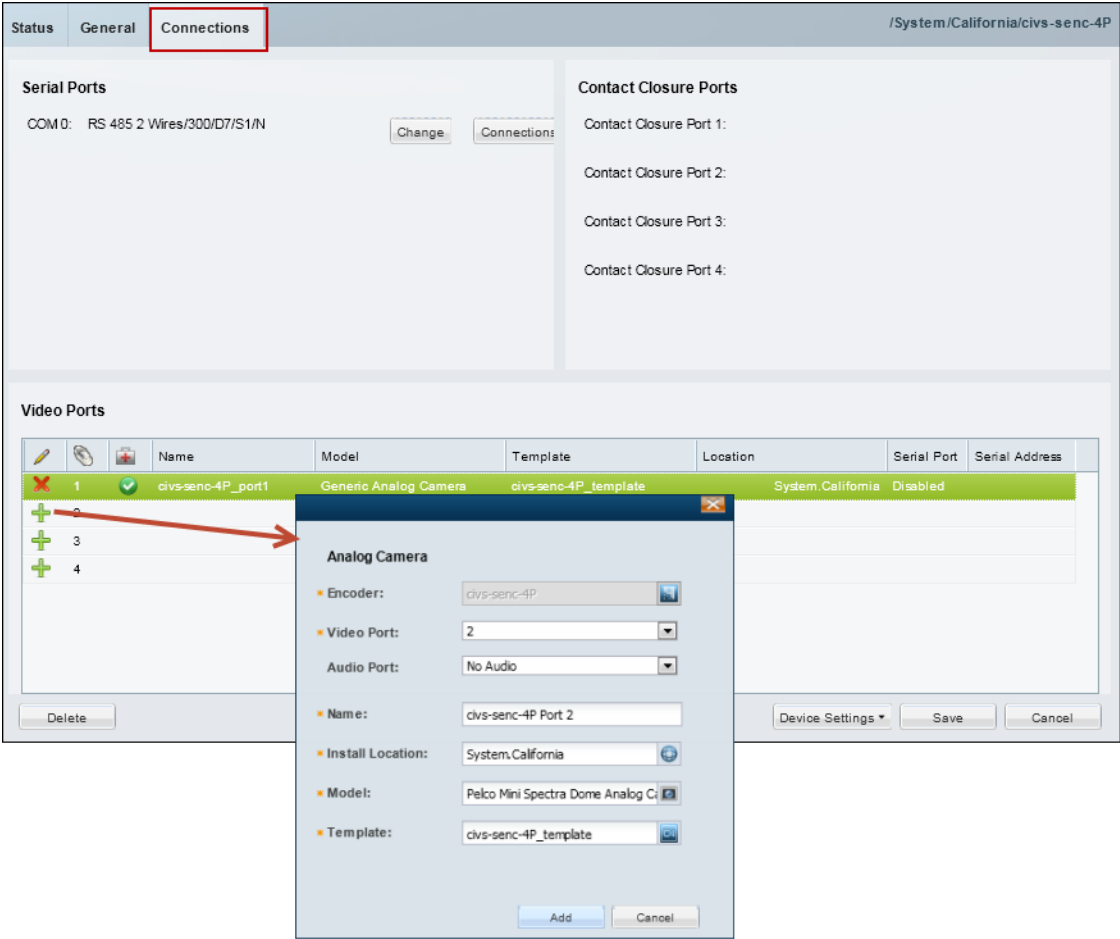 Status General Connections /System/California/civs-senc-4P
Serial Ports
COM 0: RS 485 2 Wires/300/D7/S1/N Change Connections
Contact Closure Ports
Contact Closure Port 1:
Contact Closure Port 2:
Contact Closure Port 3:
Contact Closure Port 4:
Video Ports
Name Model Template Location Serial Port Serial Address
1 civs-senc-4P_port1 Generic Analog Camera civs-senc-4P_template System.California Disabled
2
3
4
Analog Camera
* Encoder: civs-senc-4P
* Video Port: 2
Audio Port: No Audio
* Name: civs-senc-4P Port 2
* Install Location: System.California
* Model: Pelco Mini Spectra Dome Analog Ca
* Template: civs-senc-4P_template
Add Cancel
Delete Device Settings Save Cancel